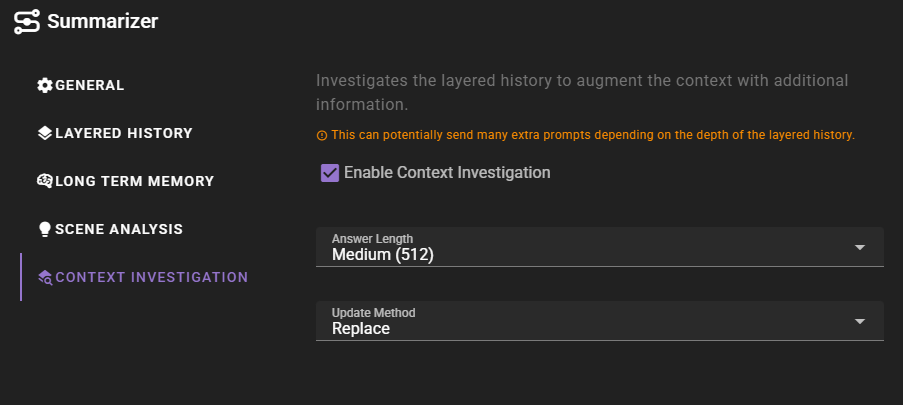 Summarizer
GENERAL
LAYERED HISTORY
LONG TERM MEMORY
SCENE ANALYSIS
CONTEXT INVESTIGATION
Investigates the layered history to augment the context with additional
information.
This can potentially send many extra prompts depending on the depth of the layered history.
Enable Context Investigation
Answer Length
Medium (512)
Update Method
Replace